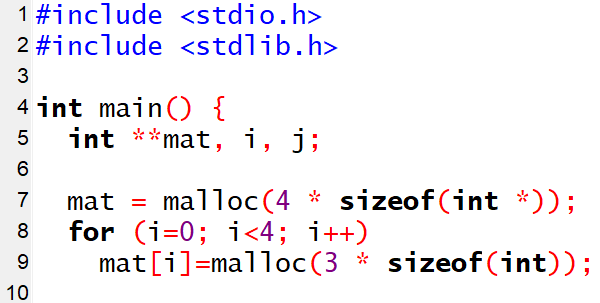 1 #include <stdio.h>
2 #include <stdlib.h>
3
4 int main() {
5   int **mat, i, j;
6
7   mat = malloc(4 * sizeof(int *));
8   for (i=0; i<4; i++)
9     mat[i]=malloc(3 * sizeof(int));
10